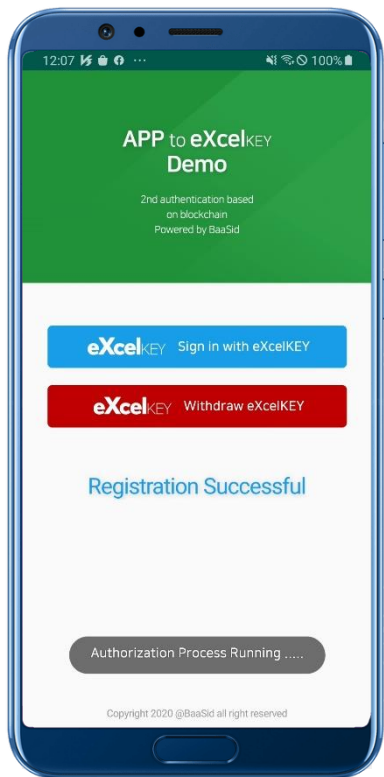 12:07 ... 100%
APP to eXcelKEY
Demo
2nd authentication based
on blockchain
Powered by BaaSid
eXcelKEY Sign in with eXcelKEY
eXcelKEY Withdraw eXcelKEY
Registration Successful
Authorization Process Running .....
Copyright 2020 @BaaSid all right reserved